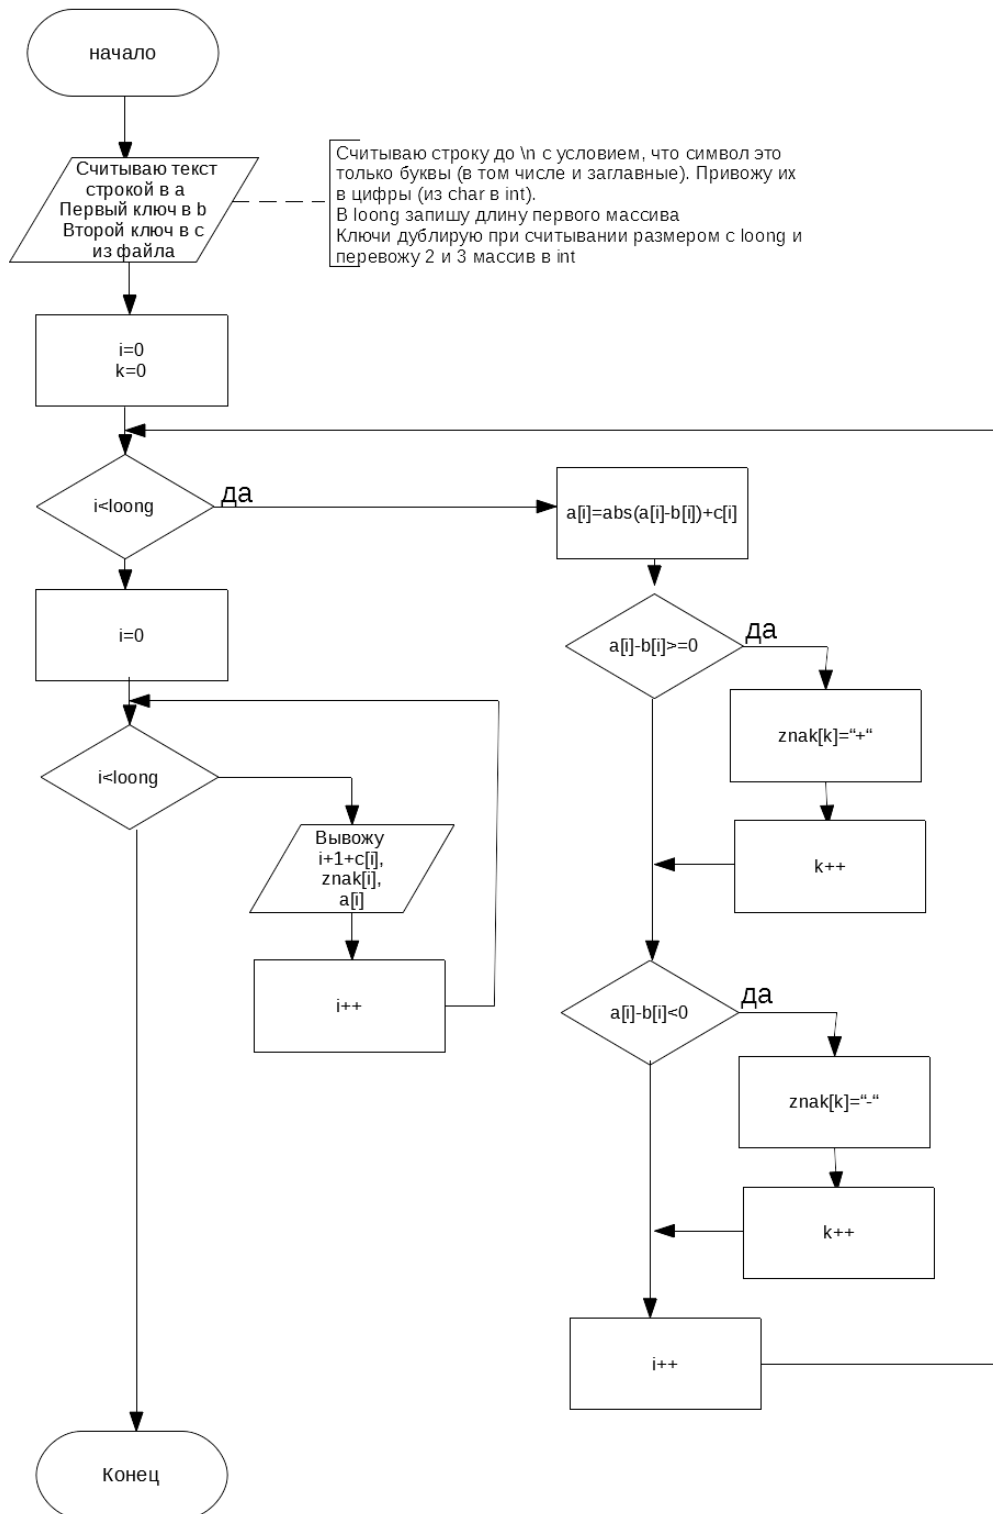 начало
Считываю текст
строкой в a
Первый ключ в b
Второй ключ в c
из файла
Считываю строку до \n с условием, что символ это
только буквы (в том числе и заглавные). Привожу их
в цифры (из char в int).
В loong запишу длину первого массива
Ключи дублирую при считывании размером с loong и
перевожу 2 и 3 массив в int
i=0
k=0
i<loong
да
a[i]=abs(a[i]-b[i])+c[i]
i=0
a[i]-b[i]>=0
да
znak[k]=“+“
k++
i<loong
Вывожу
i+1+c[i],
znak[i],
a[i]
i++
a[i]-b[i]<0
да
znak[k]=“-“
k++
i++
Конец